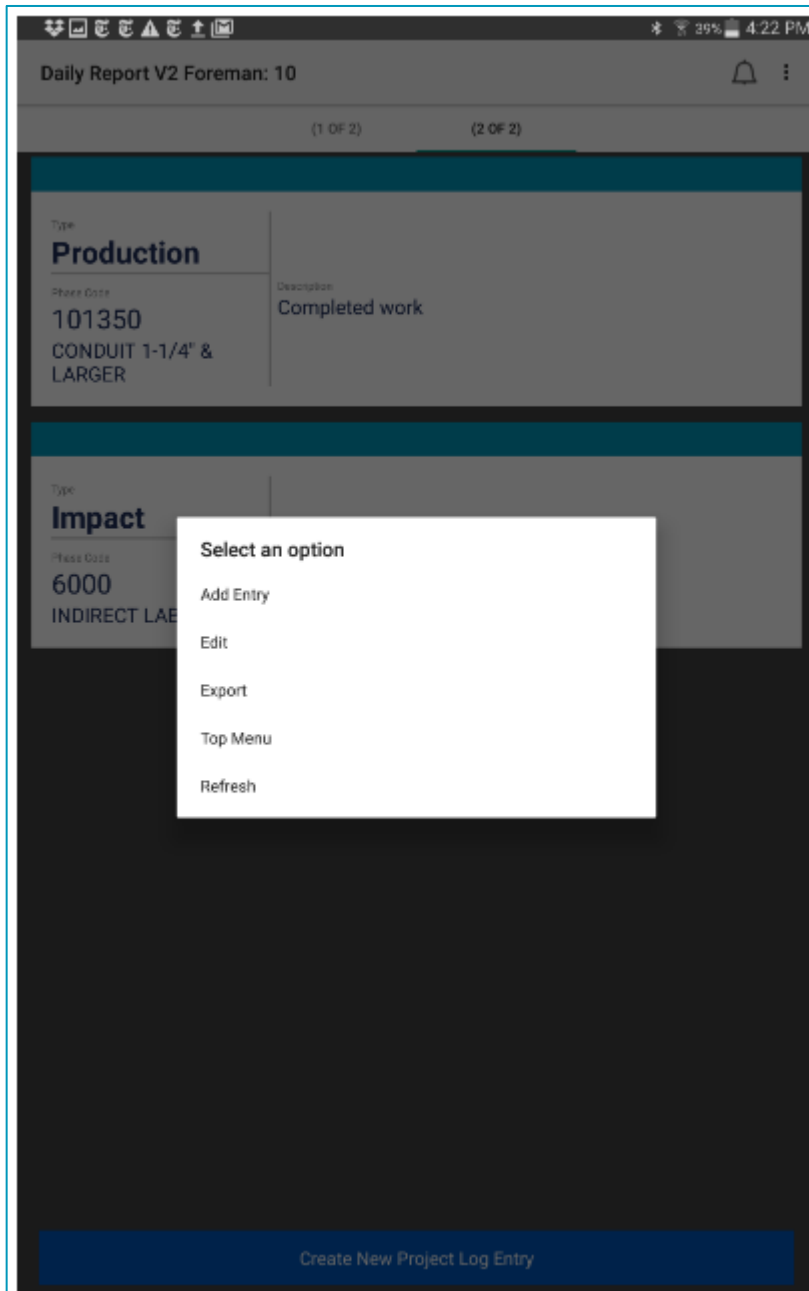 39% 4:22 PM
Daily Report V2 Foreman: 10
(1 OF 2) (2 OF 2)
Type
Production
Phase Code
101350
CONDUIT 1-1/4" &
LARGER
Description
Completed work
Type
Impact
Phase Code
6000
INDIRECT LAB
Select an option
Add Entry
Edit
Export
Top Menu
Refresh
Create New Project Log Entry